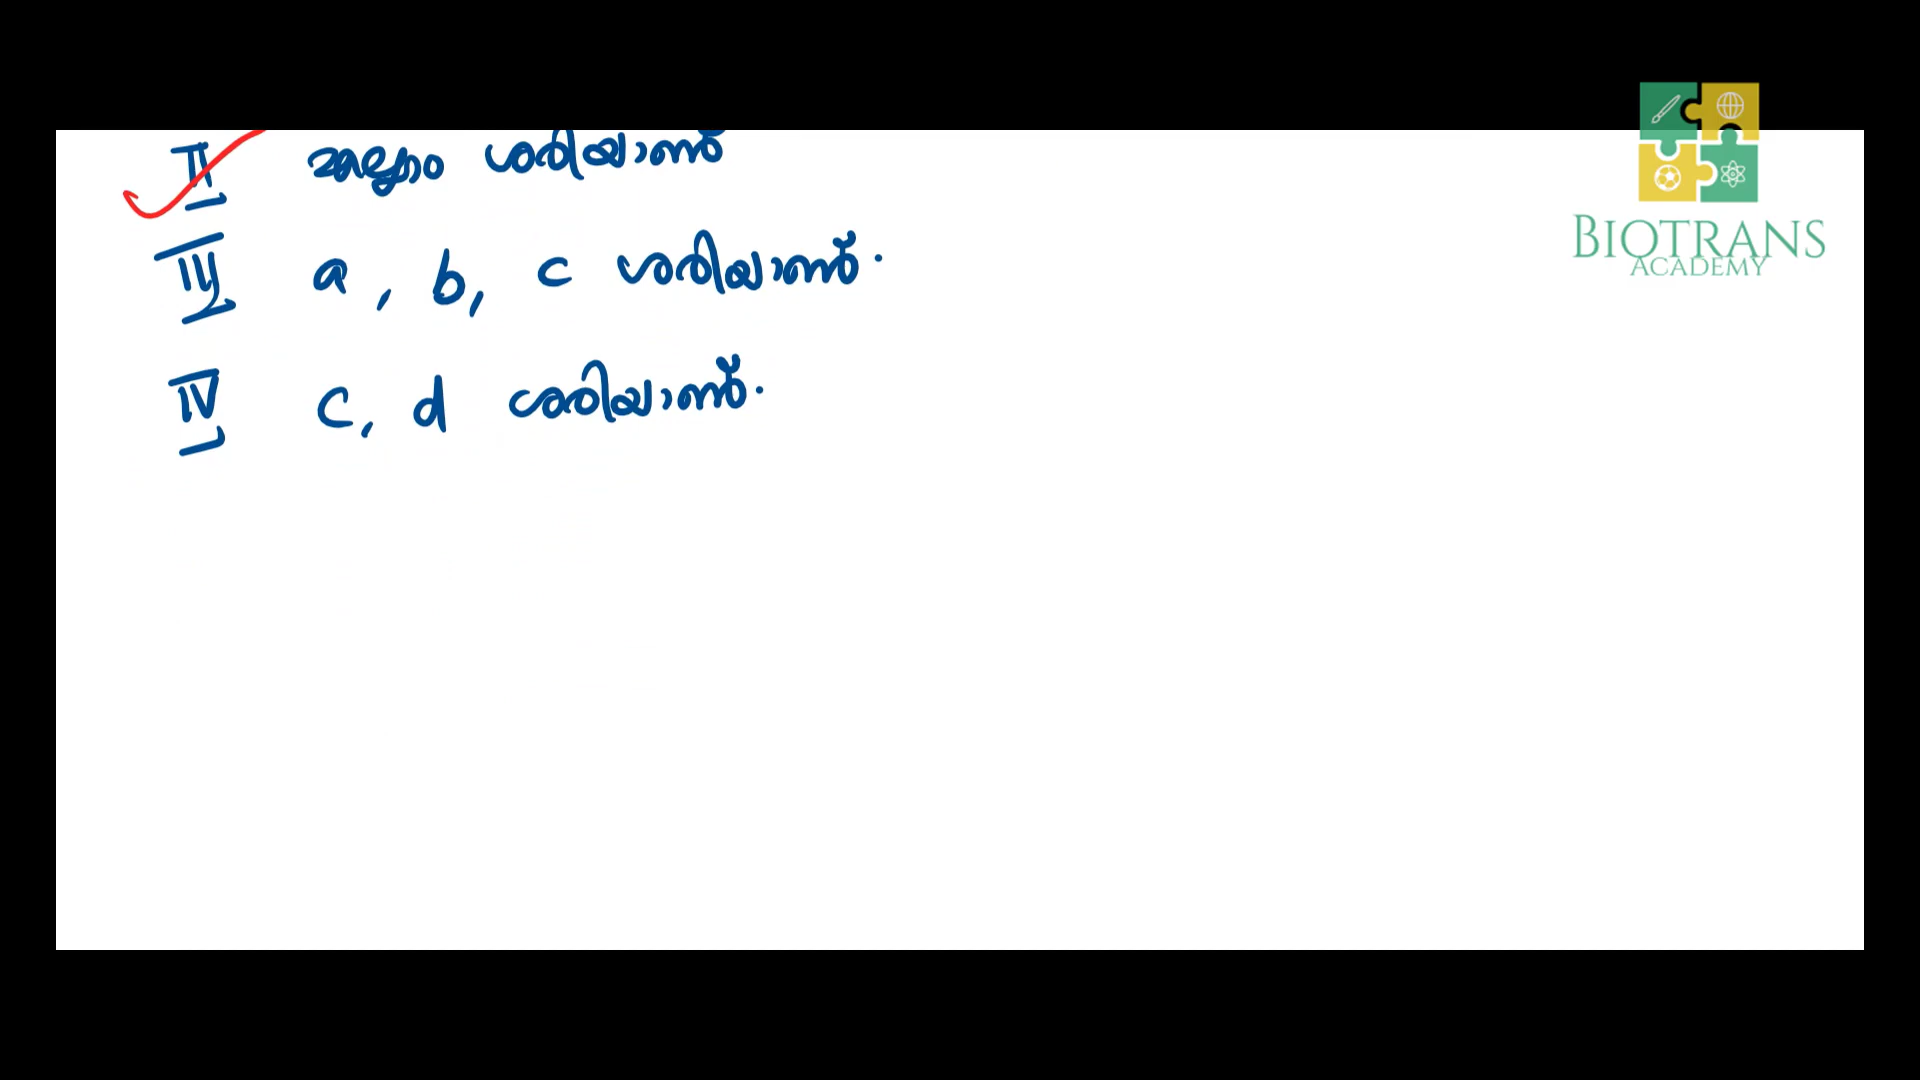 II എല്ലാം ശരിയാണ്
III a, b, c ശരിയാണ്.
IV c, d ശരിയാണ്.
BIOTRANS
ACADEMY